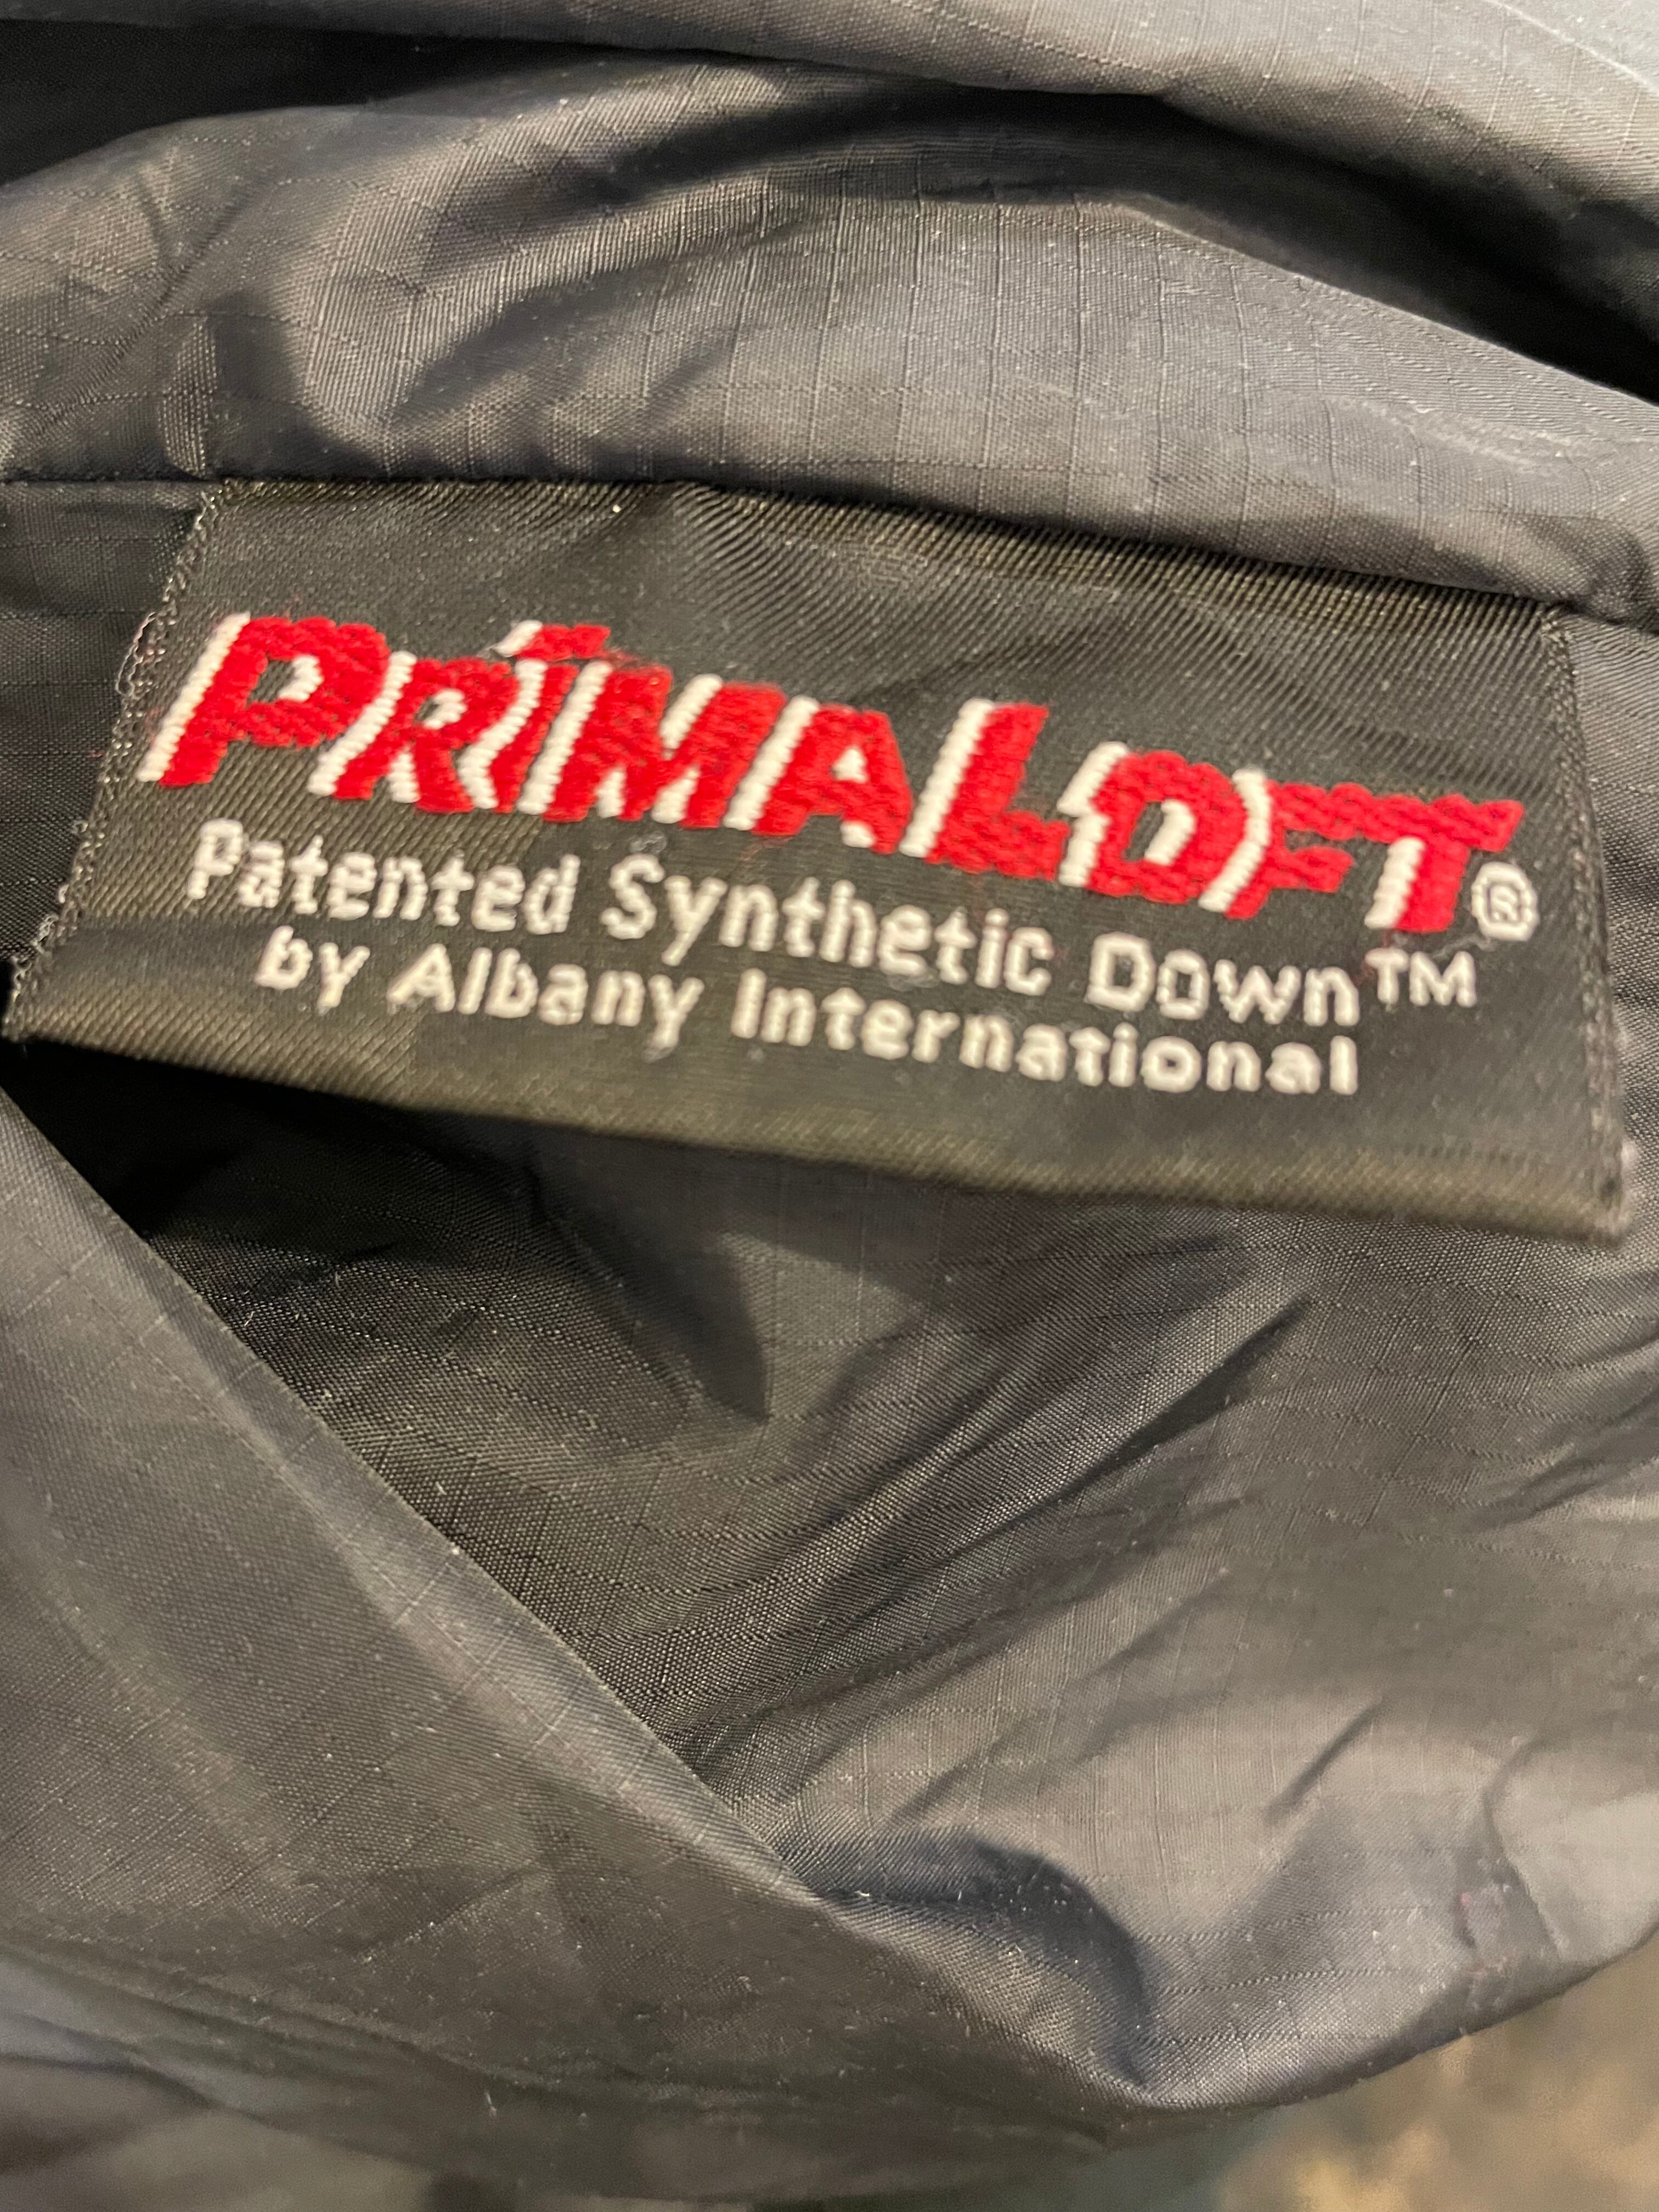 PRIMALOFT®
Patented Synthetic Down™
by Albany International